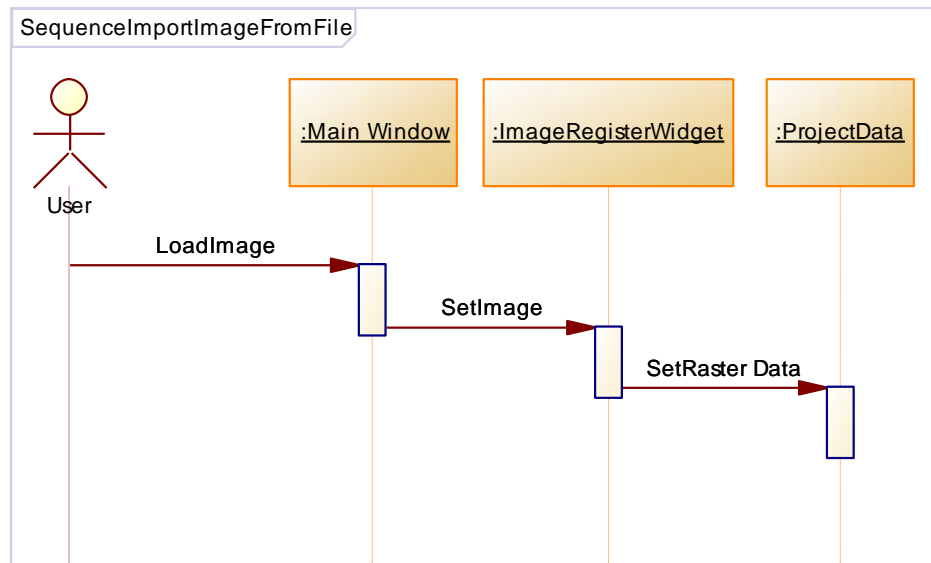 SequenceImportImageFromFile
:Main Window
:ImageRegisterWidget
:ProjectData
User
LoadImage
SetImage
SetRaster Data